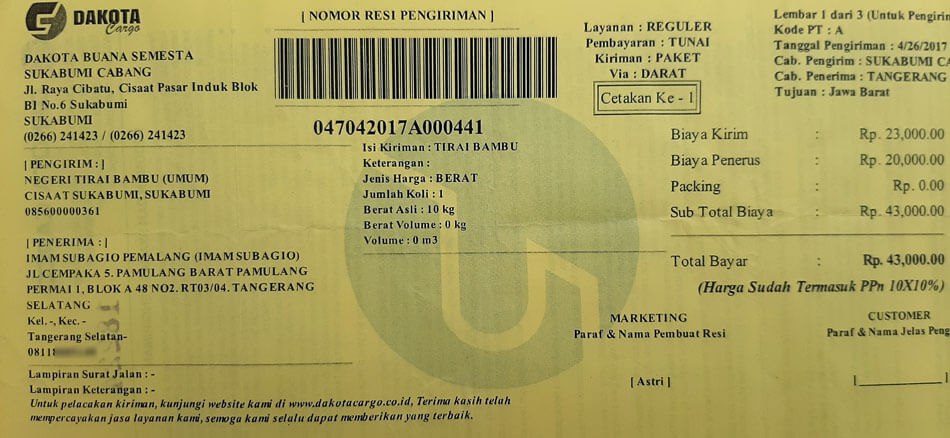 DAKOTA
Cargo
DAKOTA BUANA SEMESTA
SUKABUMI CABANG
Jl. Raya Cibatu, Cisaat Pasar Induk Blok
BI No.6 Sukabumi
SUKABUMI
(0266) 241423 / (0266) 241423
[ NOMOR RESI PENGIRIMAN ]
047042017A000441
Layanan : REGULER
Pembayaran : TUNAI
Kiriman : PAKET
Via : DARAT
Cetakan Ke - 1
Lembar 1 dari 3 (Untuk Pengirim
Kode PT : A
Tanggal Pengiriman : 4/26/2017
Cab. Pengirim : SUKABUMI CA
Cab. Penerima : TANGERANG
Tujuan : Jawa Barat
[ PENGIRIM : ]
NEGERI TIRAI BAMBU (UMUM)
CISAAT SUKABUMI, SUKABUMI
085600000361
Isi Kiriman : TIRAI BAMBU
Keterangan :
Jenis Harga : BERAT
Jumlah Koli : 1
Berat Asli : 10 kg
Berat Volume : 0 kg
Volume : 0 m3
Biaya Kirim : Rp. 23,000.00
Biaya Penerus : Rp. 20,000.00
Packing : Rp. 0.00
Sub Total Biaya : Rp. 43,000.00
Total Bayar : Rp. 43,000.00
(Harga Sudah Termasuk PPn 10X10%)
[ PENERIMA : ]
IMAM SUBAGIO PEMALANG (IMAM SUBAGIO)
JL CEMPAKA 5. PAMULANG BARAT PAMULANG
PERMAI 1, BLOK A 48 NO2. RT03/04. TANGERANG
SELATANG
Kel. -, Kec. -
Tangerang Selatan-
0811
MARKETING
Paraf & Nama Pembuat Resi
[ Astri ]
CUSTOMER
Paraf & Nama Jelas Peng
[
Lampiran Surat Jalan : -
Lampiran Keterangan : -
Untuk pelacakan kiriman, kunjungi website kami di www.dakotacargo.co.id, Terima kasih telah
mempercayakan jasa layanan kami, semoga kami selalu dapat memberikan yang terbaik.